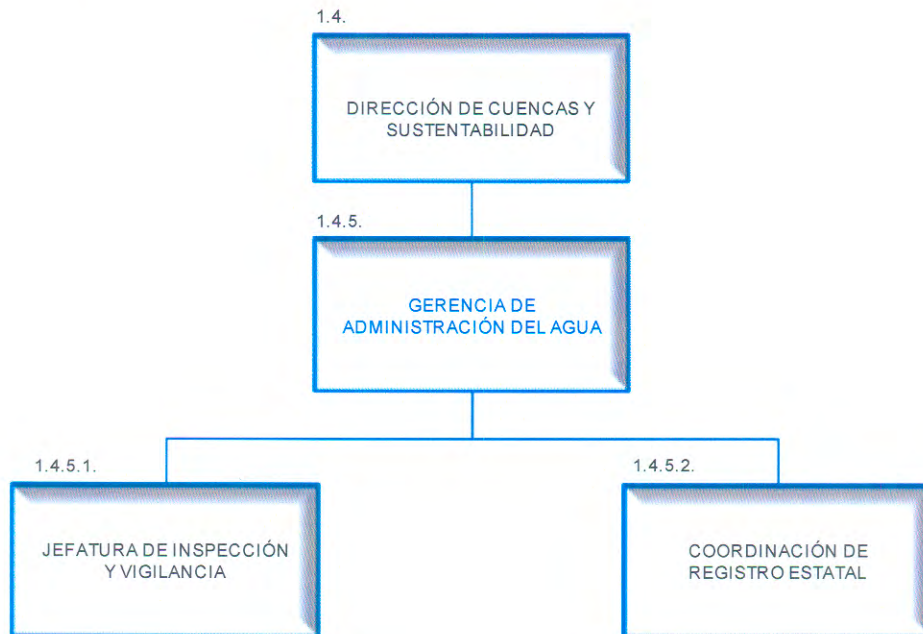 1.4.
DIRECCIÓN DE CUENCAS Y
SUSTENTABILIDAD
1.4.5.
GERENCIA DE
ADMINISTRACIÓN DEL AGUA
1.4.5.1.
JEFATURA DE INSPECCIÓN
Y VIGILANCIA
1.4.5.2.
COORDINACIÓN DE
REGISTRO ESTATAL